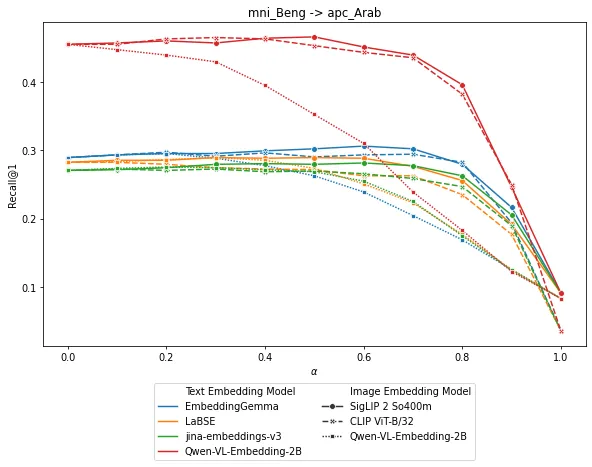 mni_Beng -> apc_Arab
Recall@1
0.4
0.3
0.2
0.1
0.0
0.2
0.4
0.6
0.8
1.0
α
Text Embedding Model
EmbeddingGemma
LaBSE
jina-embeddings-v3
Qwen-VL-Embedding-2B
Image Embedding Model
SigLIP 2 So400m
CLIP ViT-B/32
Qwen-VL-Embedding-2B